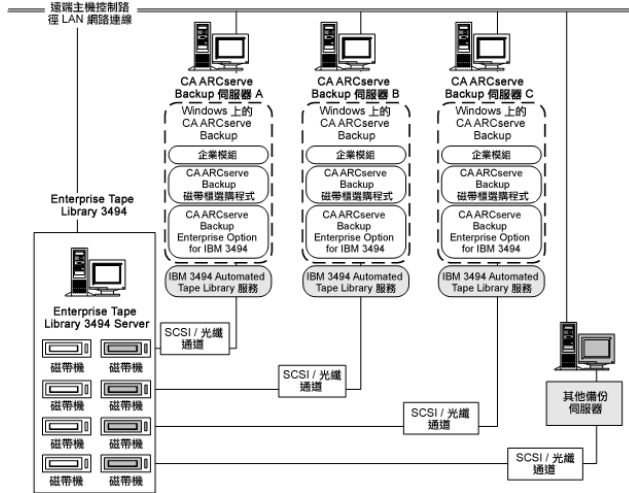 遠端主機控制路
徑 LAN 網路連線
CA ARCserve
Backup 伺服器 A
CA ARCserve
Backup 伺服器 B
CA ARCserve
Backup 伺服器 C
Windows 上的
CA ARCserve
Backup
企業模組
CA ARCserve
Backup
磁帶櫃選購程式
CA ARCserve
Backup
Enterprise Option
for IBM 3494
IBM 3494 Automated
Tape Library 服務
Windows 上的
CA ARCserve
Backup
企業模組
CA ARCserve
Backup
磁帶櫃選購程式
CA ARCserve
Backup
Enterprise Option
for IBM 3494
IBM 3494 Automated
Tape Library 服務
Windows 上的
CA ARCserve
Backup
企業模組
CA ARCserve
Backup
磁帶櫃選購程式
CA ARCserve
Backup
Enterprise Option
for IBM 3494
IBM 3494 Automated
Tape Library 服務
Enterprise Tape
Library 3494
Enterprise Tape
Library 3494 Server
磁帶機 磁帶機
磁帶機 磁帶機
磁帶機 磁帶機
磁帶機 磁帶機
SCSI / 光纖
通道
SCSI / 光纖
通道
SCSI / 光纖
通道
SCSI / 光纖
通道
其他備份
伺服器